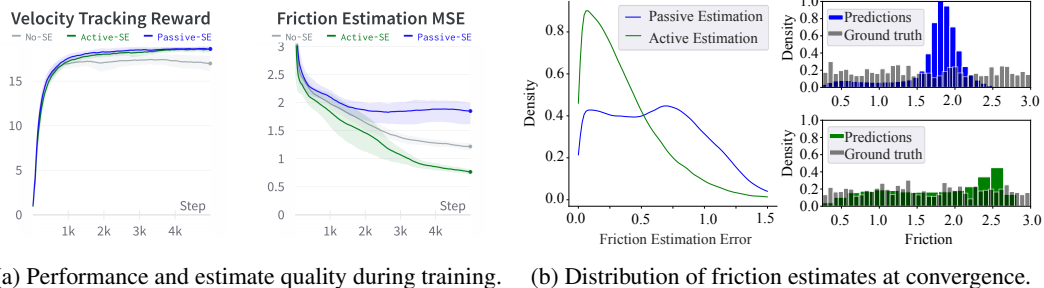 Velocity Tracking Reward
No-SE Active-SE Passive-SE
15
10
5
0
Step
1k 2k 3k 4k
Friction Estimation MSE
No-SE Active-SE Passive-SE
3
2.5
2
1.5
1
0.5
0
Step
1k 2k 3k 4k
(a) Performance and estimate quality during training.
Passive Estimation
Active Estimation
Density
0.8
0.6
0.4
0.2
0.0
0.0 0.5 1.0 1.5
Friction Estimation Error
Predictions
Ground truth
Density
1.0
0.8
0.6
0.4
0.2
0.0
0.5 1.0 1.5 2.0 2.5 3.0
Predictions
Ground truth
Density
1.0
0.8
0.6
0.4
0.2
0.0
0.5 1.0 1.5 2.0 2.5 3.0
Friction
(b) Distribution of friction estimates at convergence.